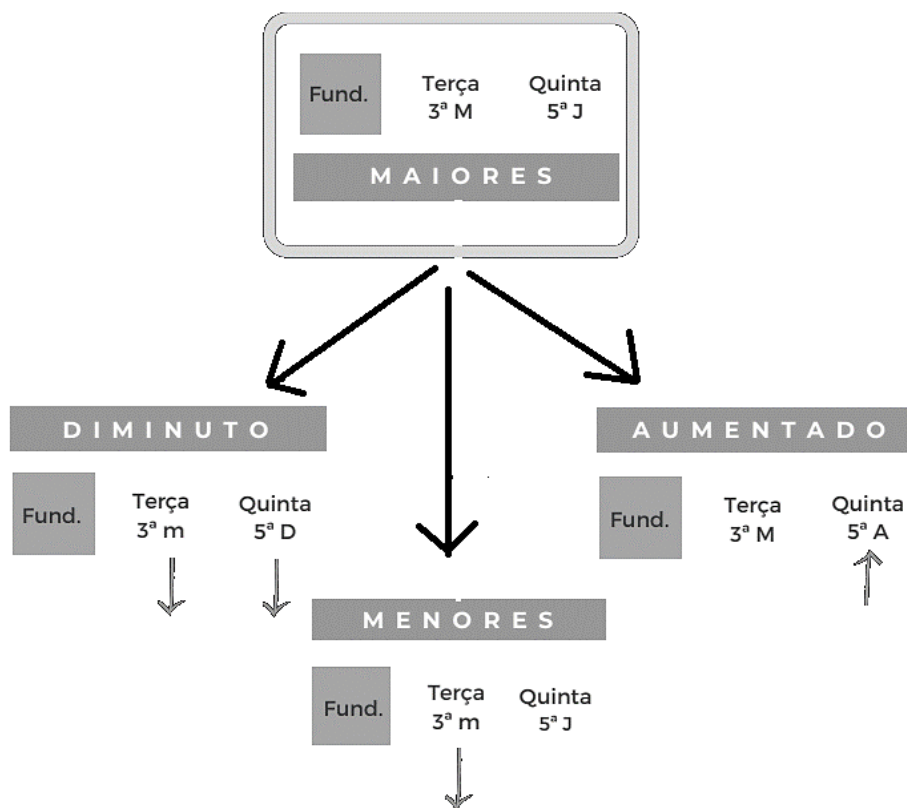 Fund.
Terça
3ª M
Quinta
5ª J
MAIORES
DIMINUTO
Fund.
Terça
3ª m
Quinta
5ª D
AUMENTADO
Fund.
Terça
3ª M
Quinta
5ª A
MENORES
Fund.
Terça
3ª m
Quinta
5ª J